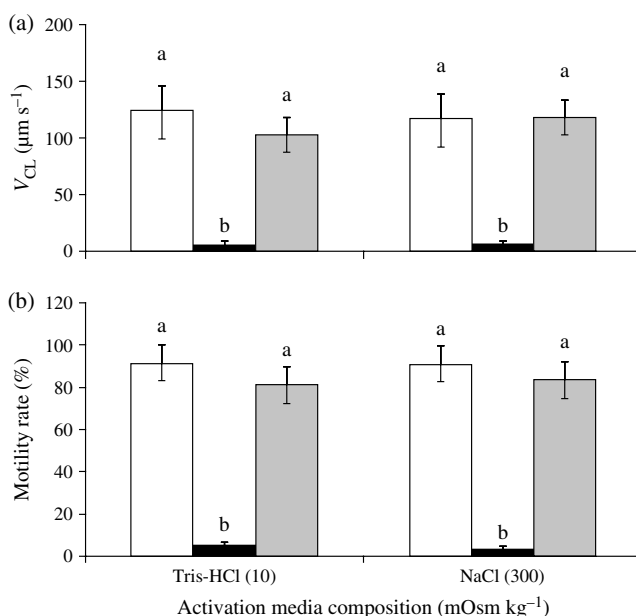 (a)
200
150
100
50
0
V_CL (µm s⁻¹)
a
b
a
a
b
a
(b)
120
100
80
60
40
20
0
Motility rate (%)
a
b
a
a
b
a
Tris-HCl (10) NaCl (300)
Activation media composition (mOsm kg⁻¹)